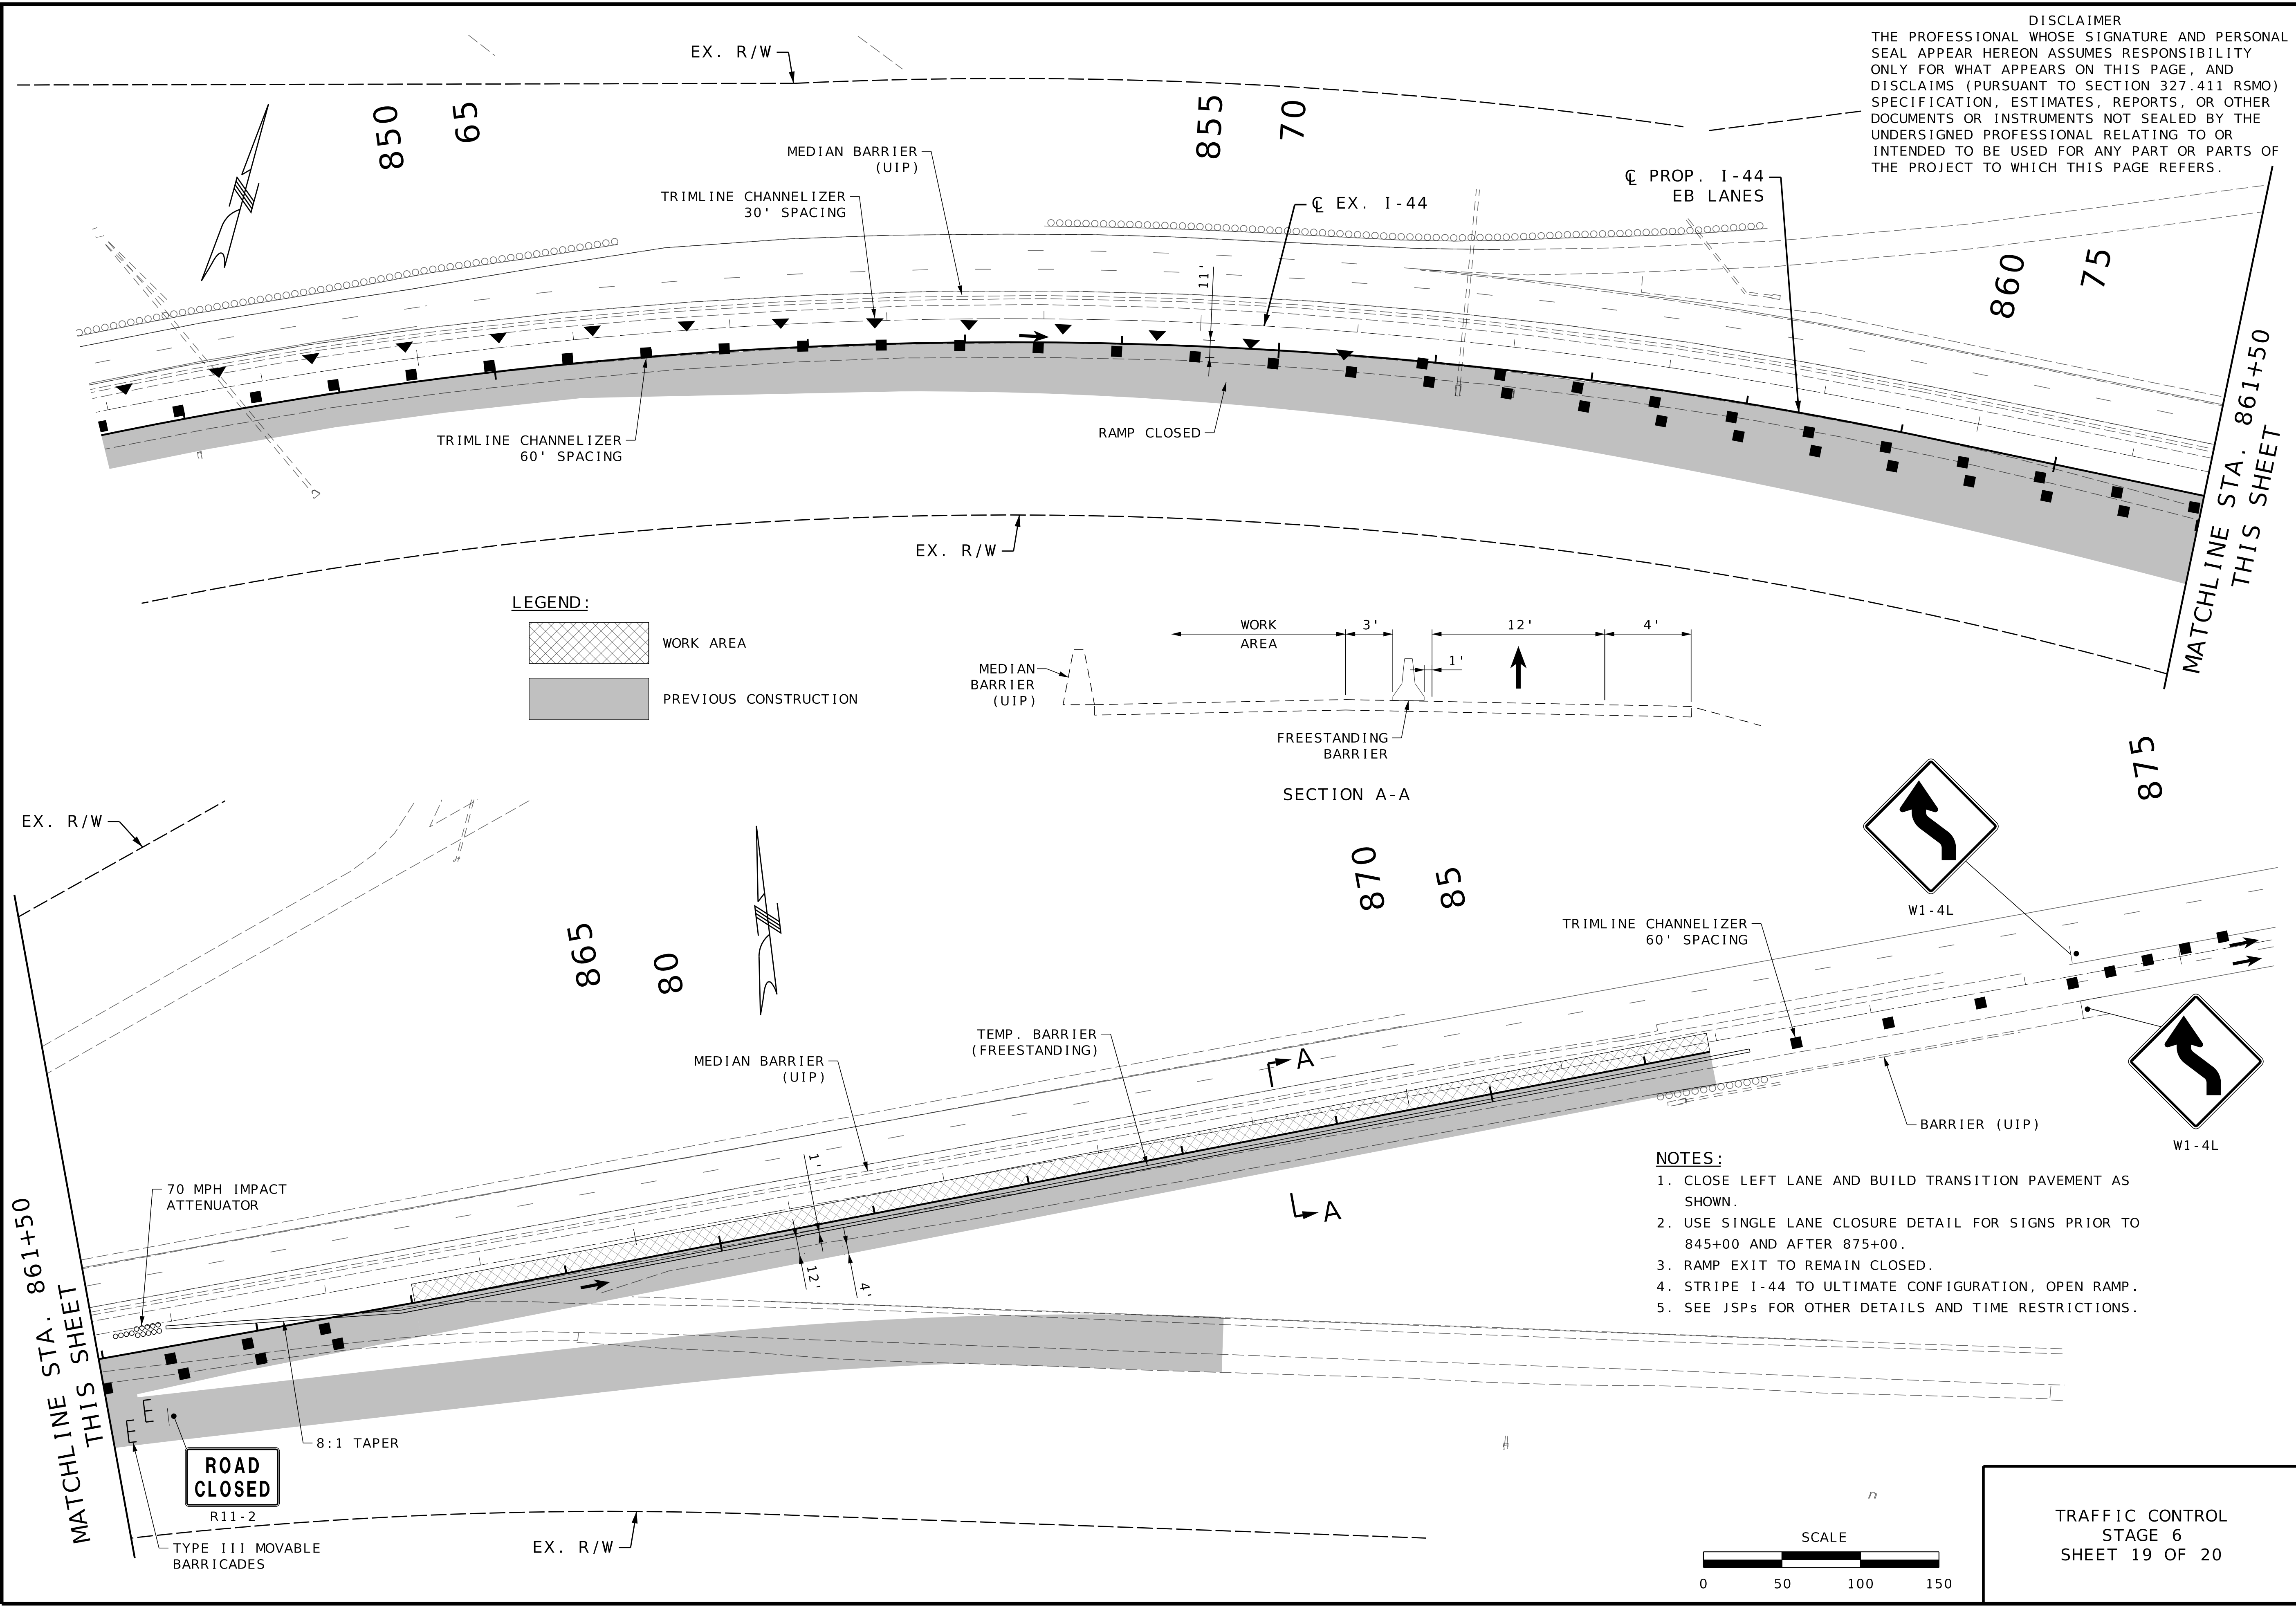 DISCLAIMER
THE PROFESSIONAL WHOSE SIGNATURE AND PERSONAL
SEAL APPEAR HEREON ASSUMES RESPONSIBILITY
ONLY FOR WHAT APPEARS ON THIS PAGE, AND
DISCLAIMS (PURSUANT TO SECTION 327.411 RSMO)
SPECIFICATION, ESTIMATES, REPORTS, OR OTHER
DOCUMENTS OR INSTRUMENTS NOT SEALED BY THE
UNDERSIGNED PROFESSIONAL RELATING TO OR
INTENDED TO BE USED FOR ANY PART OR PARTS OF
THE PROJECT TO WHICH THIS PAGE REFERS.
EX. R/W
850
65
855
70
MEDIAN BARRIER
(UIP)
TRIMLINE CHANNELIZER
30' SPACING
℄ EX. I-44
℄ PROP. I-44
EB LANES
11'
860
75
TRIMLINE CHANNELIZER
60' SPACING
RAMP CLOSED
EX. R/W
MATCHLINE STA. 861+50
THIS SHEET
LEGEND:
WORK AREA
PREVIOUS CONSTRUCTION
WORK
AREA
3'
12'
4'
1'
MEDIAN
BARRIER
(UIP)
FREESTANDING
BARRIER
SECTION A-A
EX. R/W
865
80
870
85
875
W1-4L
TRIMLINE CHANNELIZER
60' SPACING
TEMP. BARRIER
(FREESTANDING)
MEDIAN BARRIER
(UIP)
A
A
1'
12'
4'
BARRIER (UIP)
W1-4L
70 MPH IMPACT
ATTENUATOR
MATCHLINE STA. 861+50
THIS SHEET
8:1 TAPER
ROAD
CLOSED
R11-2
TYPE III MOVABLE
BARRICADES
EX. R/W
NOTES:
1. CLOSE LEFT LANE AND BUILD TRANSITION PAVEMENT AS
SHOWN.
2. USE SINGLE LANE CLOSURE DETAIL FOR SIGNS PRIOR TO
845+00 AND AFTER 875+00.
3. RAMP EXIT TO REMAIN CLOSED.
4. STRIPE I-44 TO ULTIMATE CONFIGURATION, OPEN RAMP.
5. SEE JSPs FOR OTHER DETAILS AND TIME RESTRICTIONS.
SCALE
0 50 100 150
TRAFFIC CONTROL
STAGE 6
SHEET 19 OF 20